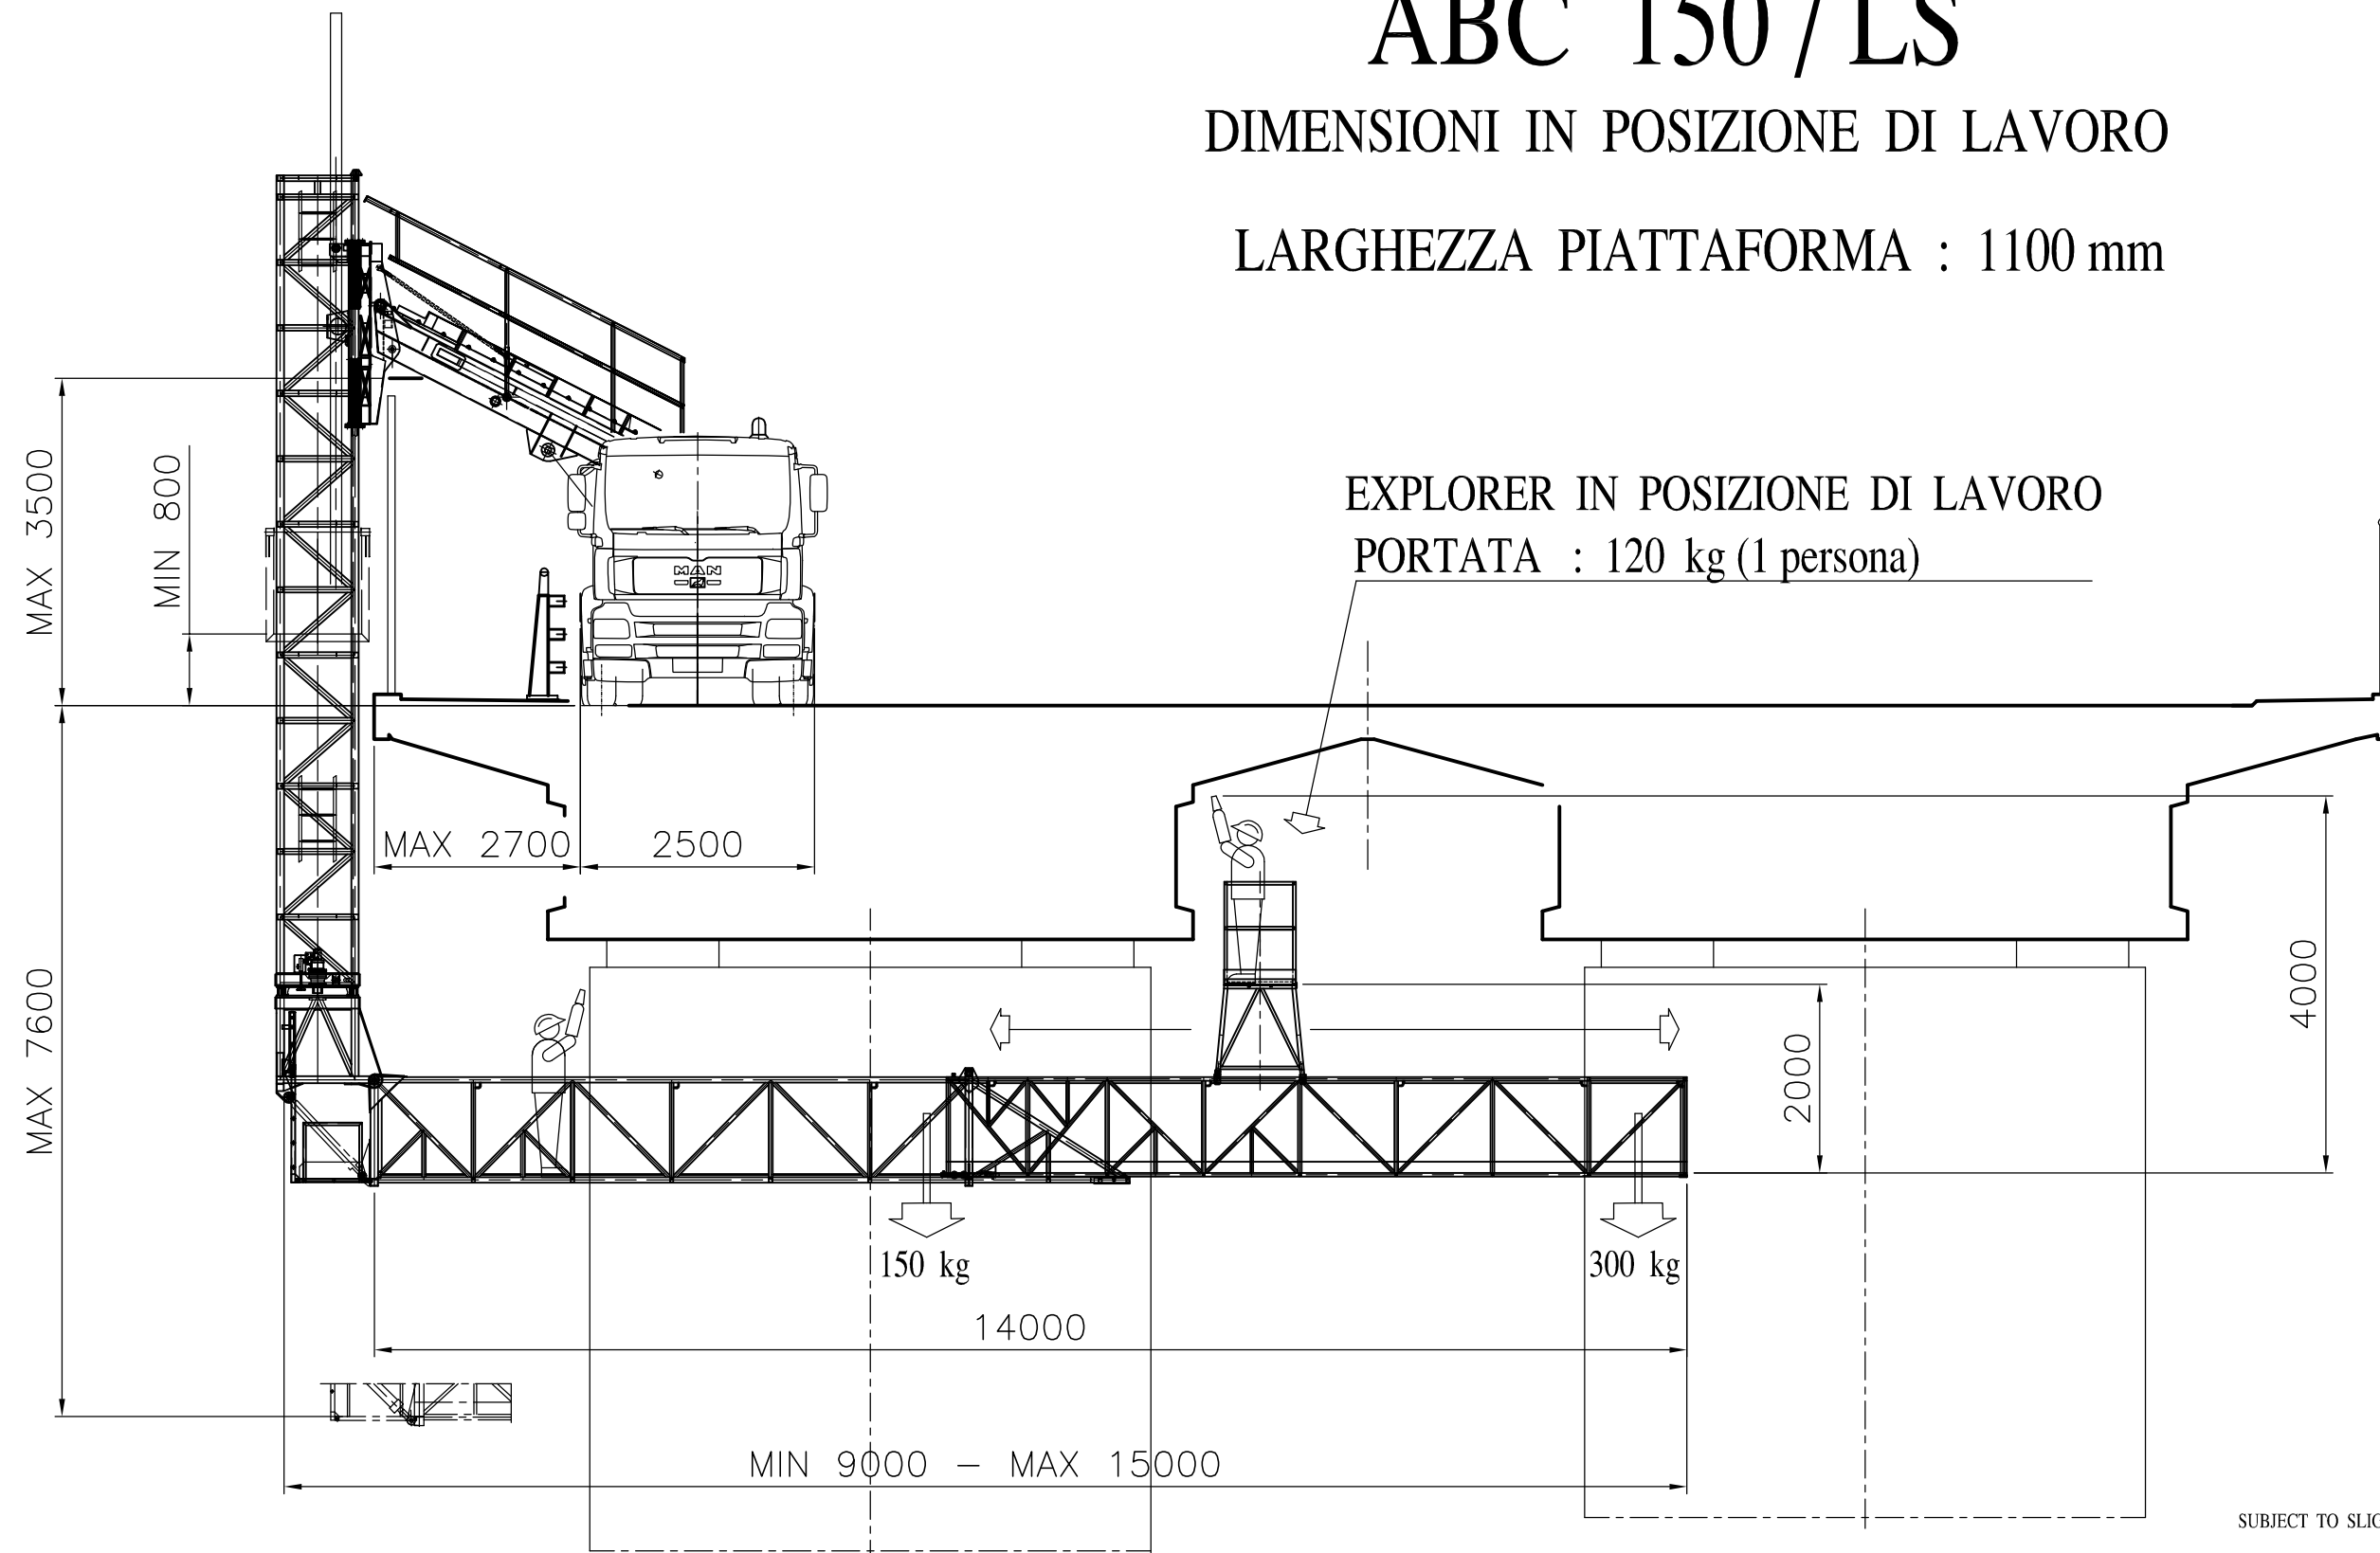 ABC 150 / LS
DIMENSIONI IN POSIZIONE DI LAVORO
LARGHEZZA PIATTAFORMA : 1100 mm
EXPLORER IN POSIZIONE DI LAVORO
PORTATA : 120 kg (1 persona)
MAX 3500
MIN 800
MAN
MAX 2700
2500
MAX 7600
4000
2000
150 kg
300 kg
14000
MIN 9000 - MAX 15000
SUBJECT TO